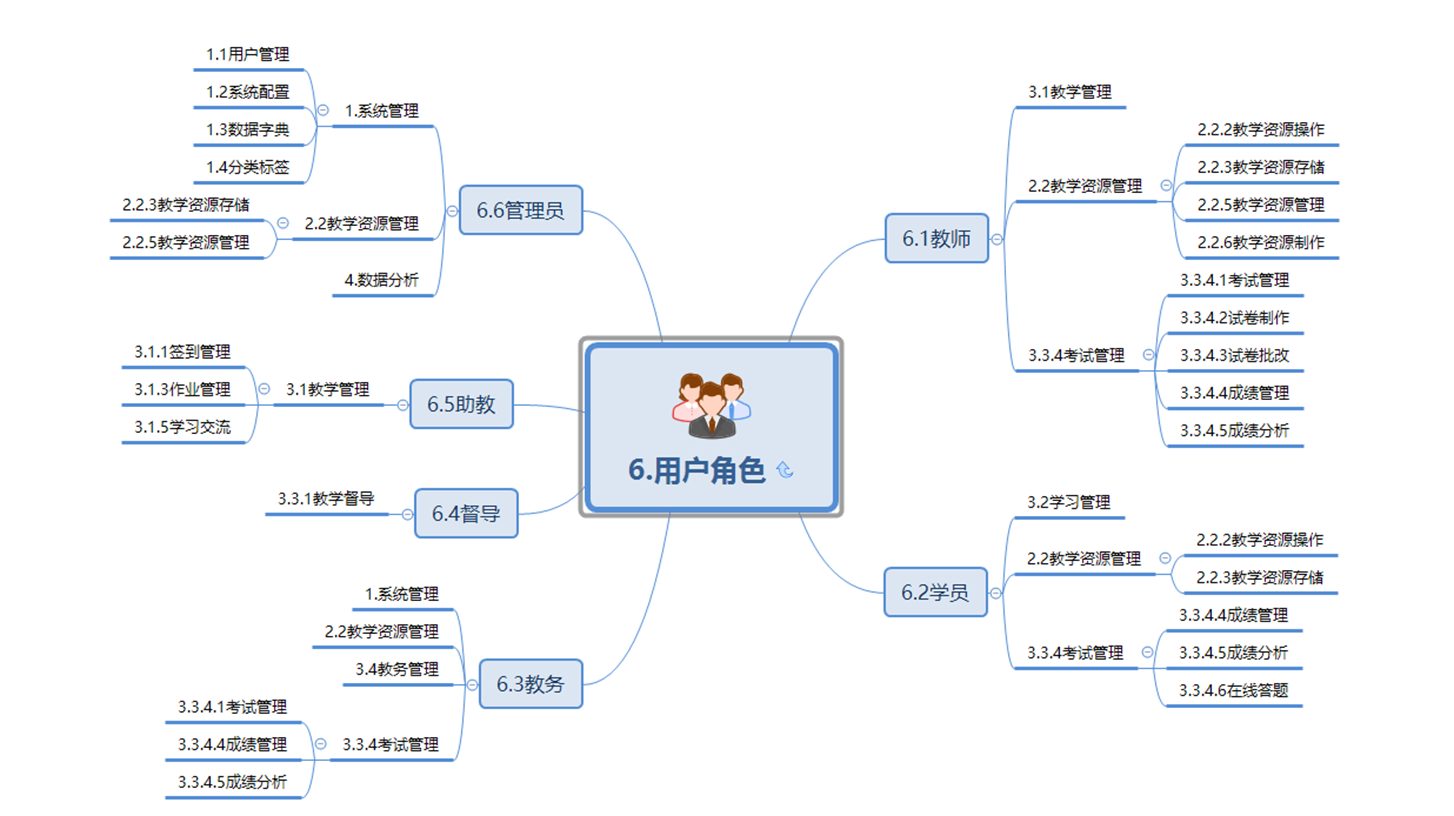 6.用户角色
6.1教师
3.1教学管理
2.2教学资源管理
2.2.2教学资源操作
2.2.3教学资源存储
2.2.5教学资源管理
2.2.6教学资源制作
3.3.4考试管理
3.3.4.1考试管理
3.3.4.2试卷制作
3.3.4.3试卷批改
3.3.4.4成绩管理
3.3.4.5成绩分析
6.2学员
3.2学习管理
2.2教学资源管理
2.2.2教学资源操作
2.2.3教学资源存储
3.3.4考试管理
3.3.4.4成绩管理
3.3.4.5成绩分析
3.3.4.6在线答题
6.3教务
1.系统管理
2.2教学资源管理
3.4教务管理
3.3.4考试管理
3.3.4.1考试管理
3.3.4.4成绩管理
3.3.4.5成绩分析
6.4督导
3.3.1教学督导
6.5助教
3.1教学管理
3.1.1签到管理
3.1.3作业管理
3.1.5学习交流
6.6管理员
1.系统管理
1.1用户管理
1.2系统配置
1.3数据字典
1.4分类标签
2.2教学资源管理
2.2.3教学资源存储
2.2.5教学资源管理
4.数据分析